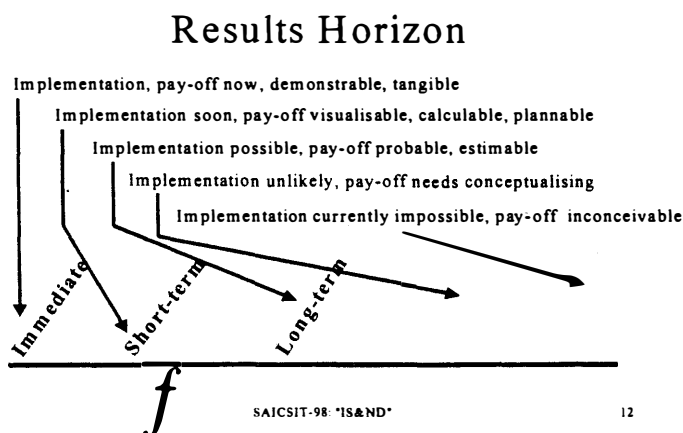 Results Horizon
Implementation, pay-off now, demonstrable, tangible
Implementation soon, pay-off visualisable, calculable, plannable
Implementation possible, pay-off probable, estimable
Implementation unlikely, pay-off needs conceptualising
Implementation currently impossible, pay-off inconceivable
Immediate
Short-term
Long-term
f
SAICSIT-98: "IS&ND"
12